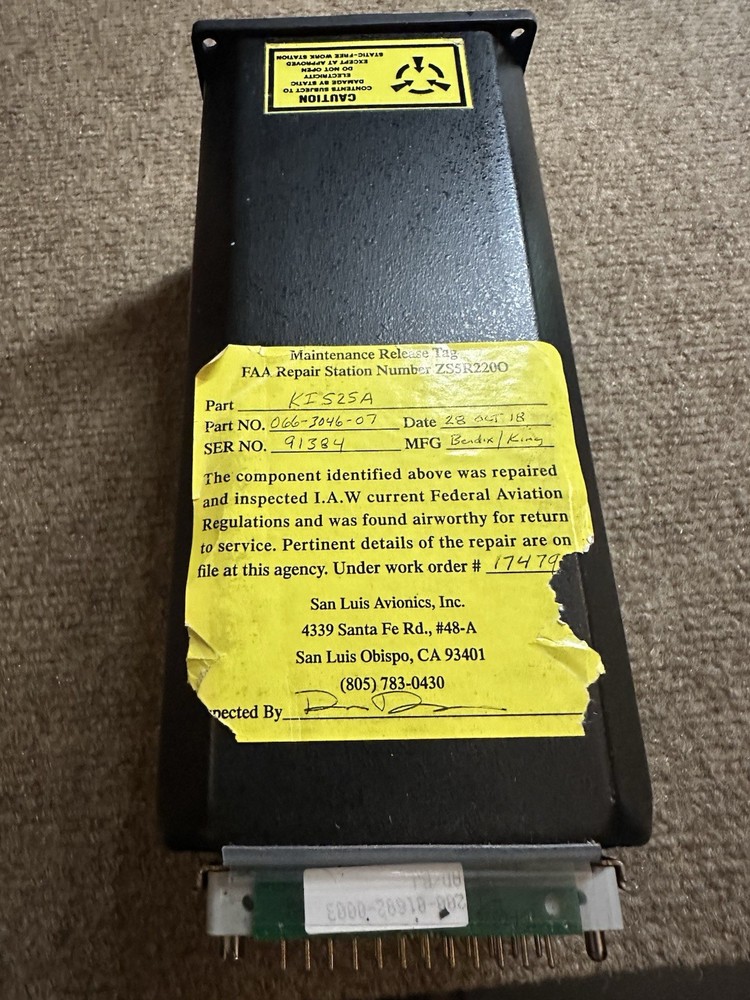 CAUTION
CONTENTS SUBJECT TO
DAMAGE BY STATIC
ELECTRICITY
DO NOT OPEN
EXCEPT AT APPROVED
STATIC-FREE WORK STATION
Maintenance Release Tag
FAA Repair Station Number ZS5R220O
Part KI525A
Part NO. 066-3046-07 Date 28 OCT 18
SER NO. 91384 MFG Bendix/King
The component identified above was repaired
and inspected I.A.W current Federal Aviation
Regulations and was found airworthy for return
to service. Pertinent details of the repair are on
file at this agency. Under work order # 17479
San Luis Avionics, Inc.
4339 Santa Fe Rd., #48-A
San Luis Obispo, CA 93401
(805) 783-0430
pected By
200-01602-0003